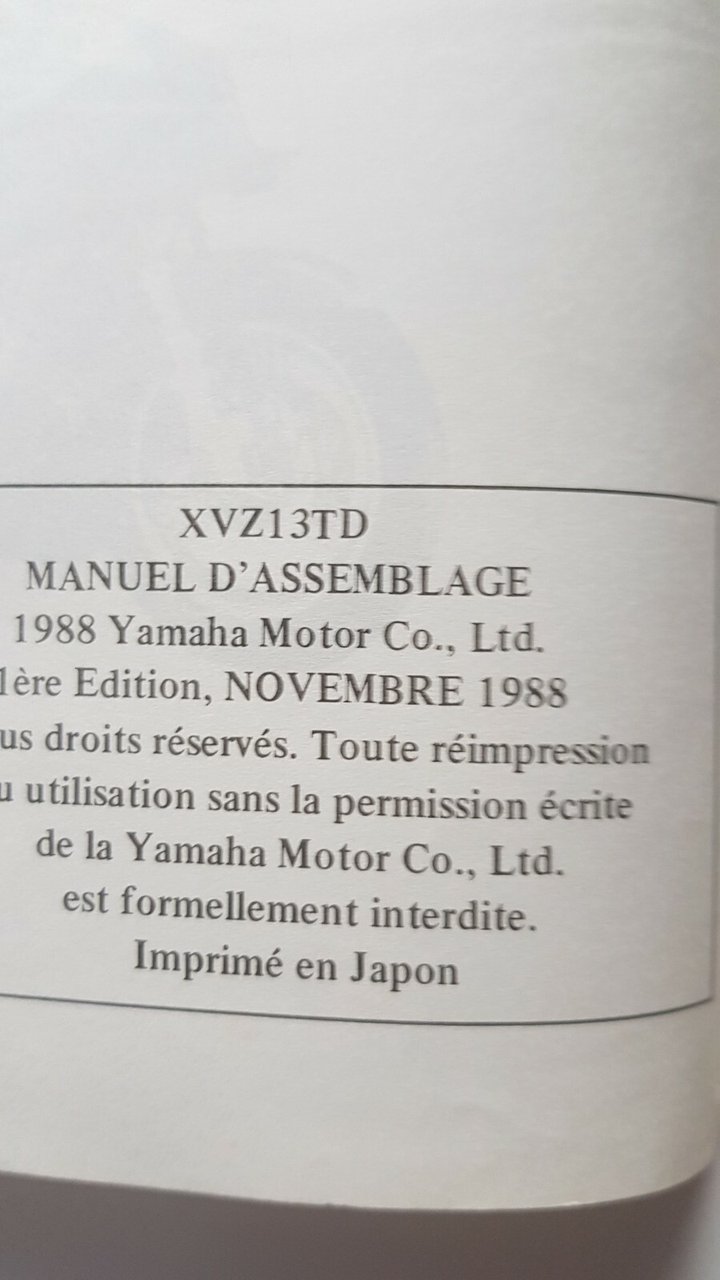 XVZ13TD
MANUEL D'ASSEMBLAGE
1988 Yamaha Motor Co., Ltd.
1ère Edition, NOVEMBRE 1988
us droits réservés. Toute réimpression
u utilisation sans la permission écrite
de la Yamaha Motor Co., Ltd.
est formellement interdite.
Imprimé en Japon